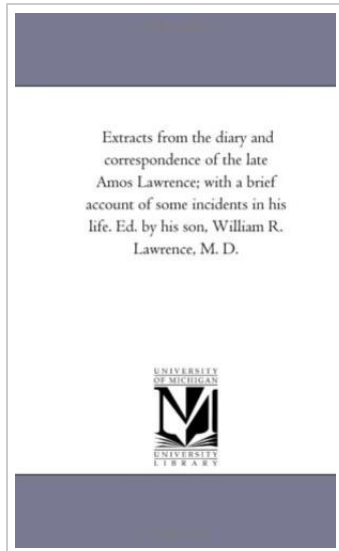 Extracts from the diary and
correspondence of the late
Amos Lawrence; with a brief
account of some incidents in his
life. Ed. by his son, William R.
Lawrence, M. D.
UNIVERSITY
OF MICHIGAN
UNIVERSITY
LIBRARY